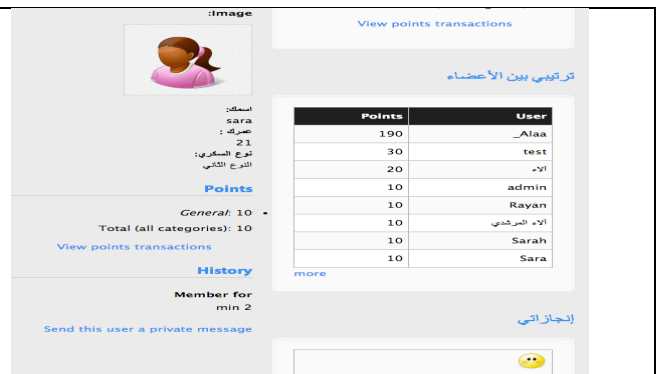 View points transactions
ترتيبي بين الأعضاء
User Points
Alaa_ 190
test 30
آلاء 20
admin 10
Rayan 10
آلاء المرشدي 10
Sarah 10
Sara 10
more
إنجازاتي
Image:
اسمك:
sara
عمرك :
21
نوع السكري:
النوع الثاني
Points
General: 10
Total (all categories): 10
View points transactions
History
Member for
2 min
Send this user a private message